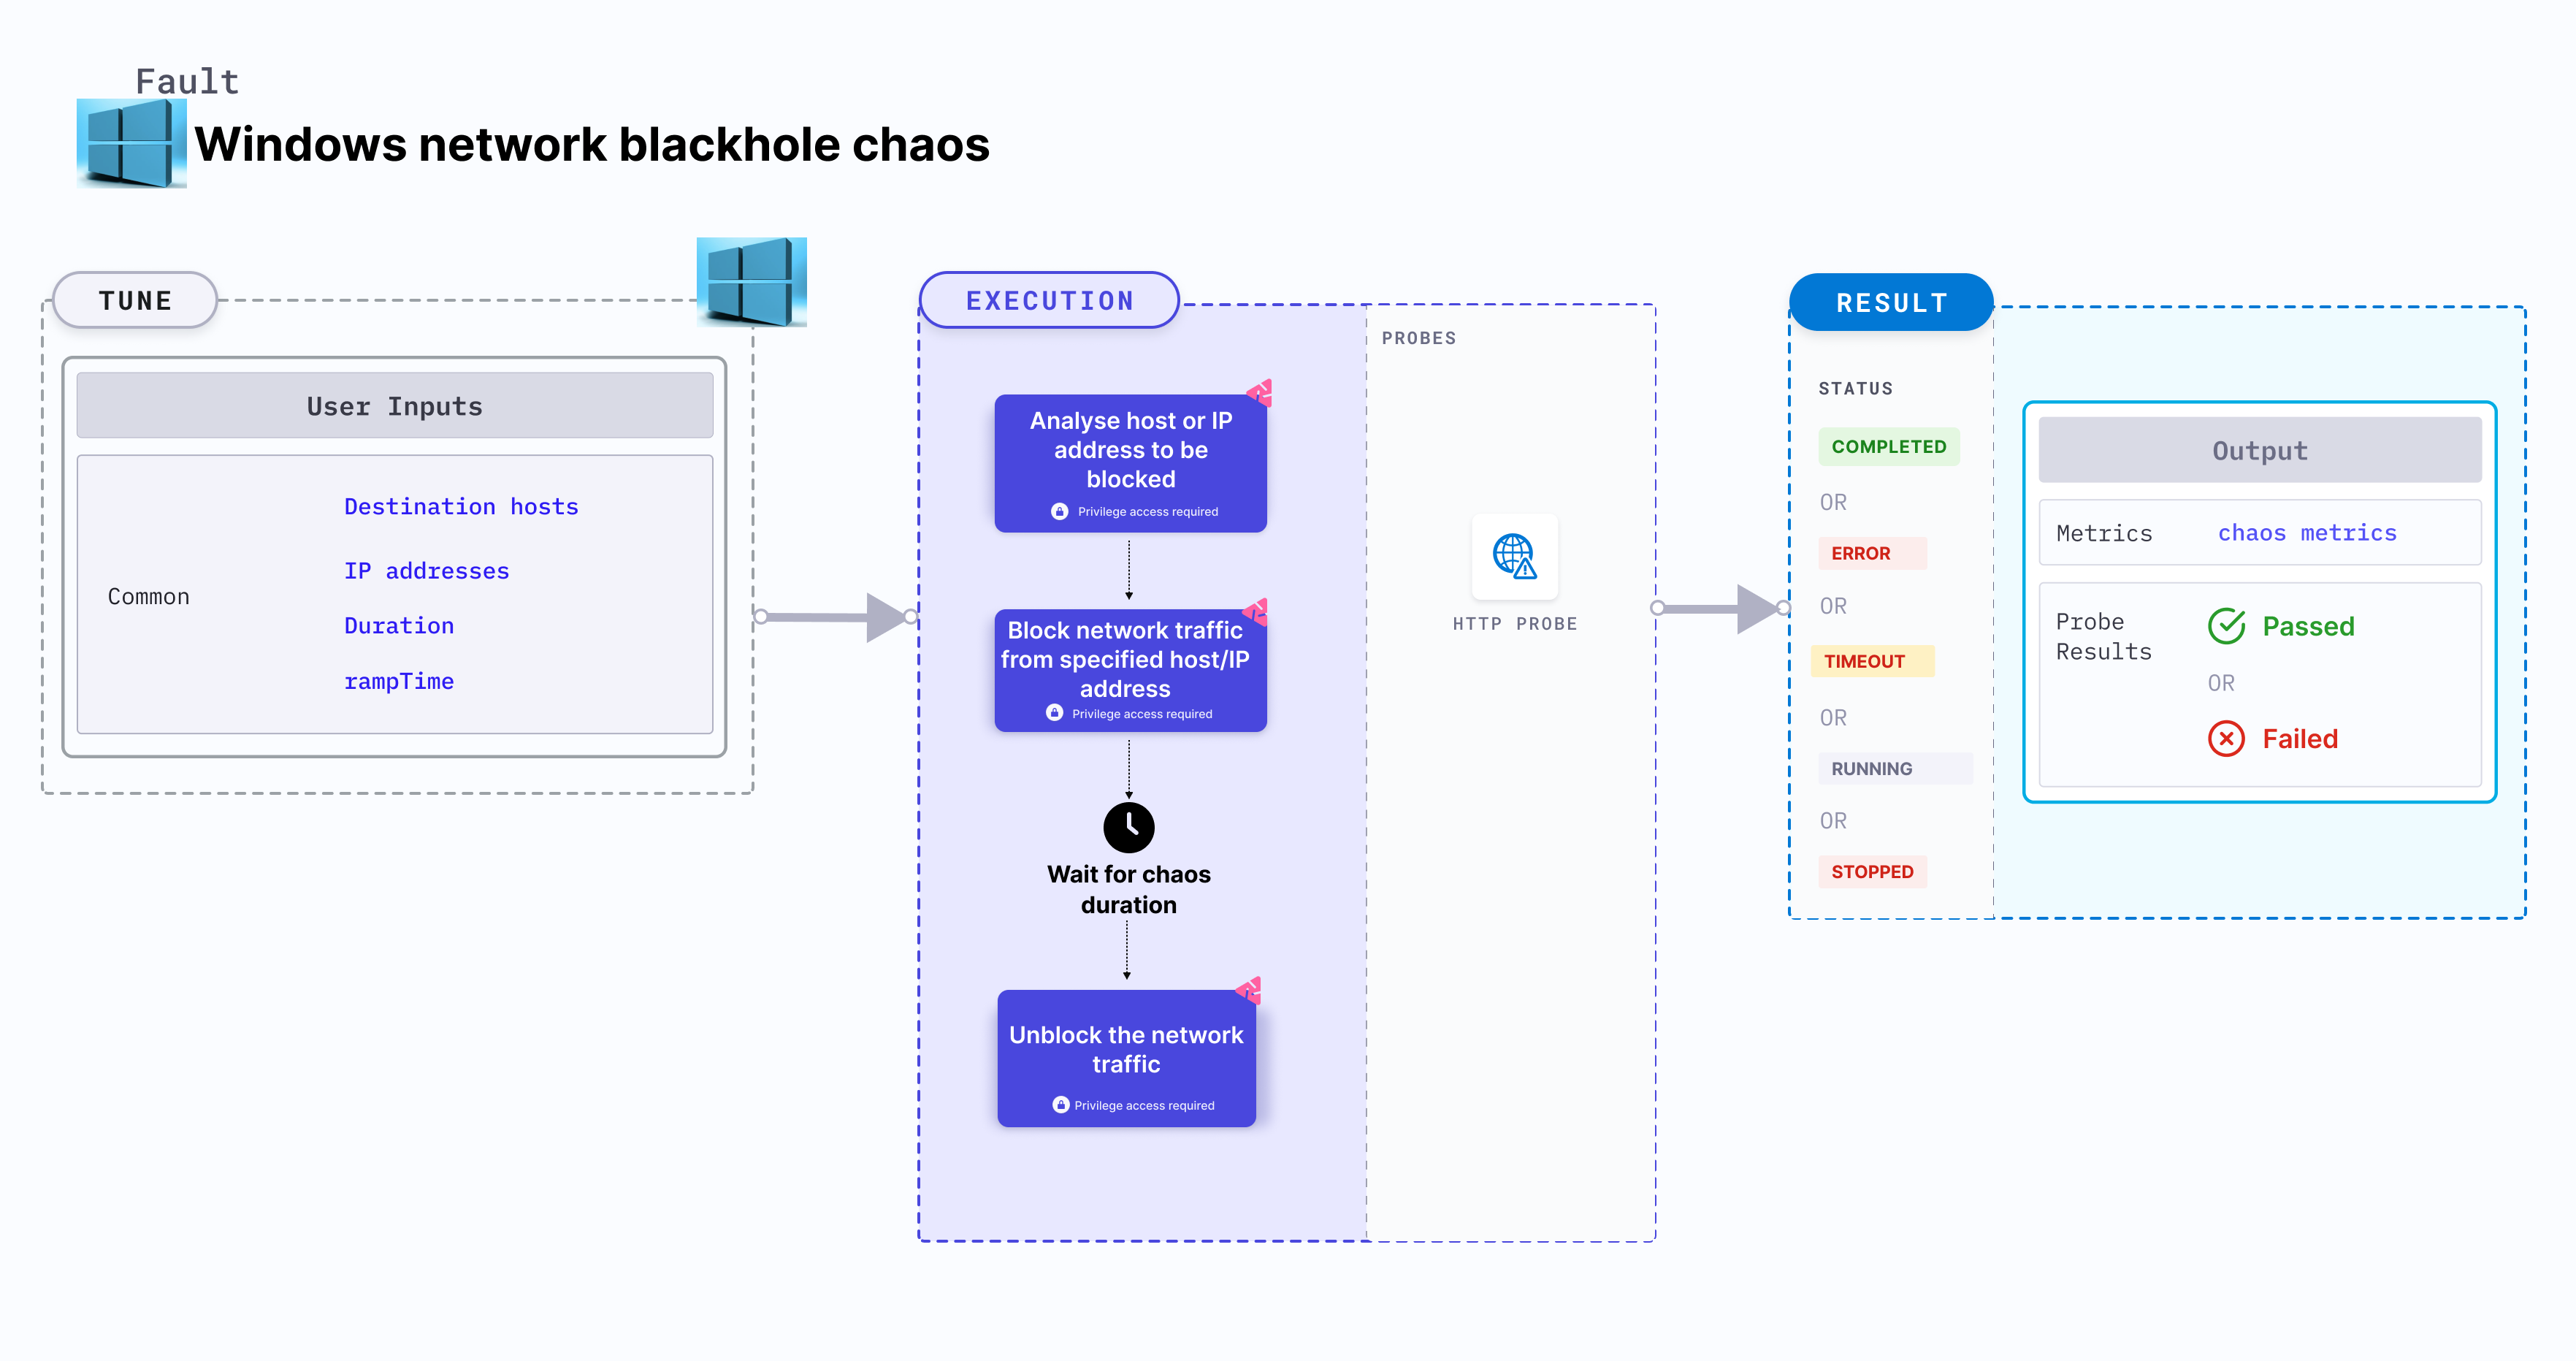 Fault
Windows network blackhole chaos
TUNE
User Inputs
Common
Destination hosts
IP addresses
Duration
rampTime
EXECUTION
Analyse host or IP
address to be
blocked
Privilege access required
Block network traffic
from specified host/IP
address
Privilege access required
Wait for chaos
duration
Unblock the network
traffic
Privilege access required
PROBES
HTTP PROBE
RESULT
STATUS
COMPLETED
OR
ERROR
OR
TIMEOUT
OR
RUNNING
OR
STOPPED
Output
Metrics
chaos metrics
Probe
Results
Passed
OR
Failed